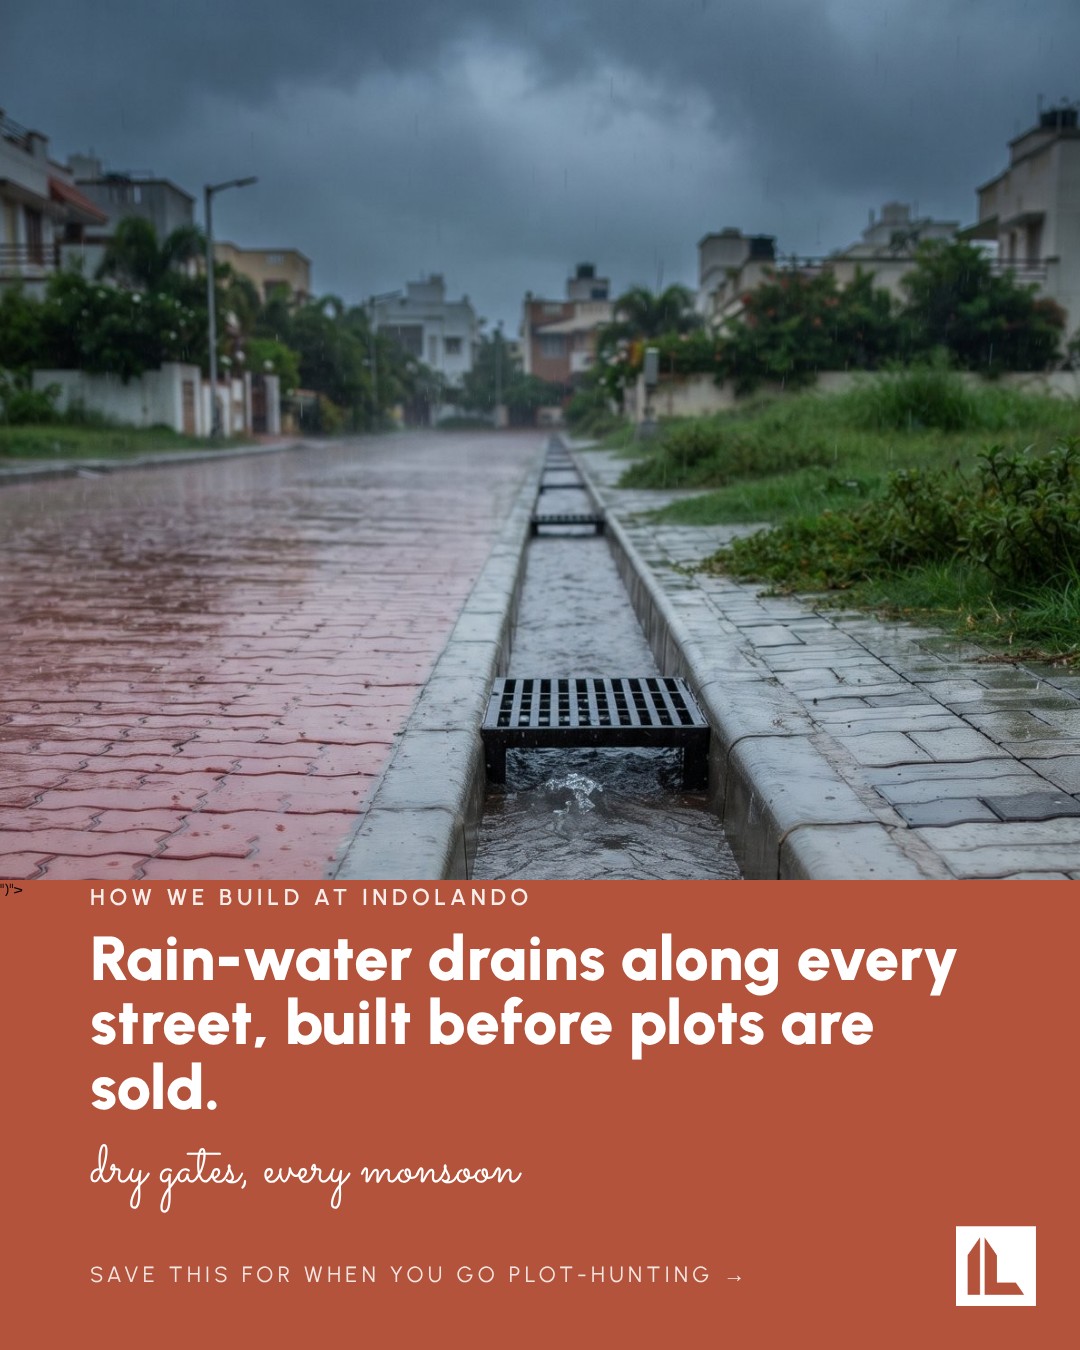 ")">
HOW WE BUILD AT INDOLANDO
Rain-water drains along every
street, built before plots are
sold.
dry gates, every monsoon
SAVE THIS FOR WHEN YOU GO PLOT-HUNTING →